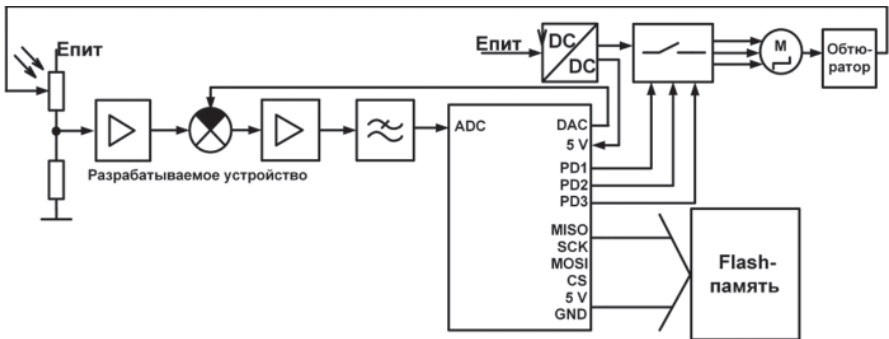 Епит
Разрабатываемое устройство
Епит
DC
DC
M
Обтю-
ратор
ADC
DAC
5 V
PD1
PD2
PD3
MISO
SCK
MOSI
CS
5 V
GND
Flash-
память